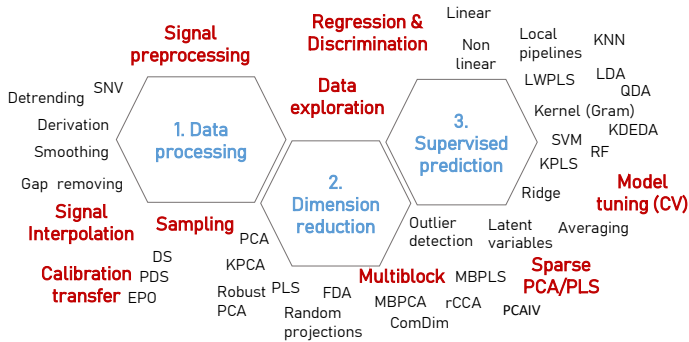 Signal
preprocessing
Regression &
Discrimination
Linear
Non
linear
Local
pipelines
KNN
LWPLS
LDA
QDA
Kernel (Gram)
KDEDA
SVM
RF
KPLS
Ridge
Model
tuning (CV)
SNV
Detrending
Derivation
Smoothing
Gap removing
1. Data
processing
Data
exploration
3.
Supervised
prediction
2.
Dimension
reduction
Signal
Interpolation
Sampling
Calibration
transfer
DS
PDS
EPO
PCA
KPCA
Robust
PCA
PLS
FDA
Random
projections
Outlier
detection
Latent
variables
Averaging
Multiblock
MBPLS
MBPCA
rCCA
ComDim
PCAIV
Sparse
PCA/PLS